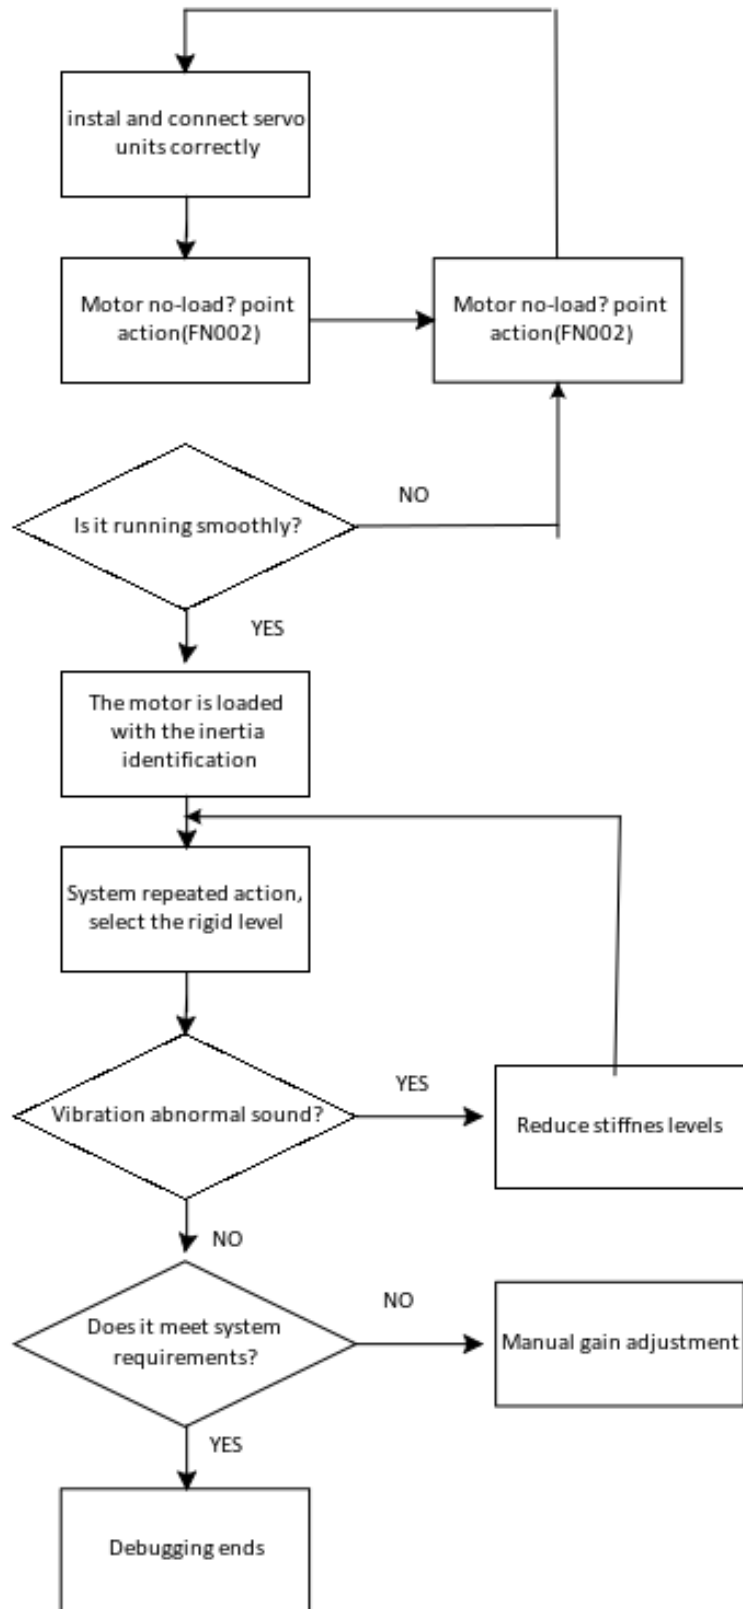 instal and connect servo
units correctly
Motor no-load? point
action(FN002)
Motor no-load? point
action(FN002)
Is it running smoothly?
NO
YES
The motor is loaded
with the inertia
identification
System repeated action,
select the rigid level
Vibration abnormal sound?
YES
Reduce stiffnes levels
NO
Does it meet system
requirements?
NO
Manual gain adjustment
YES
Debugging ends